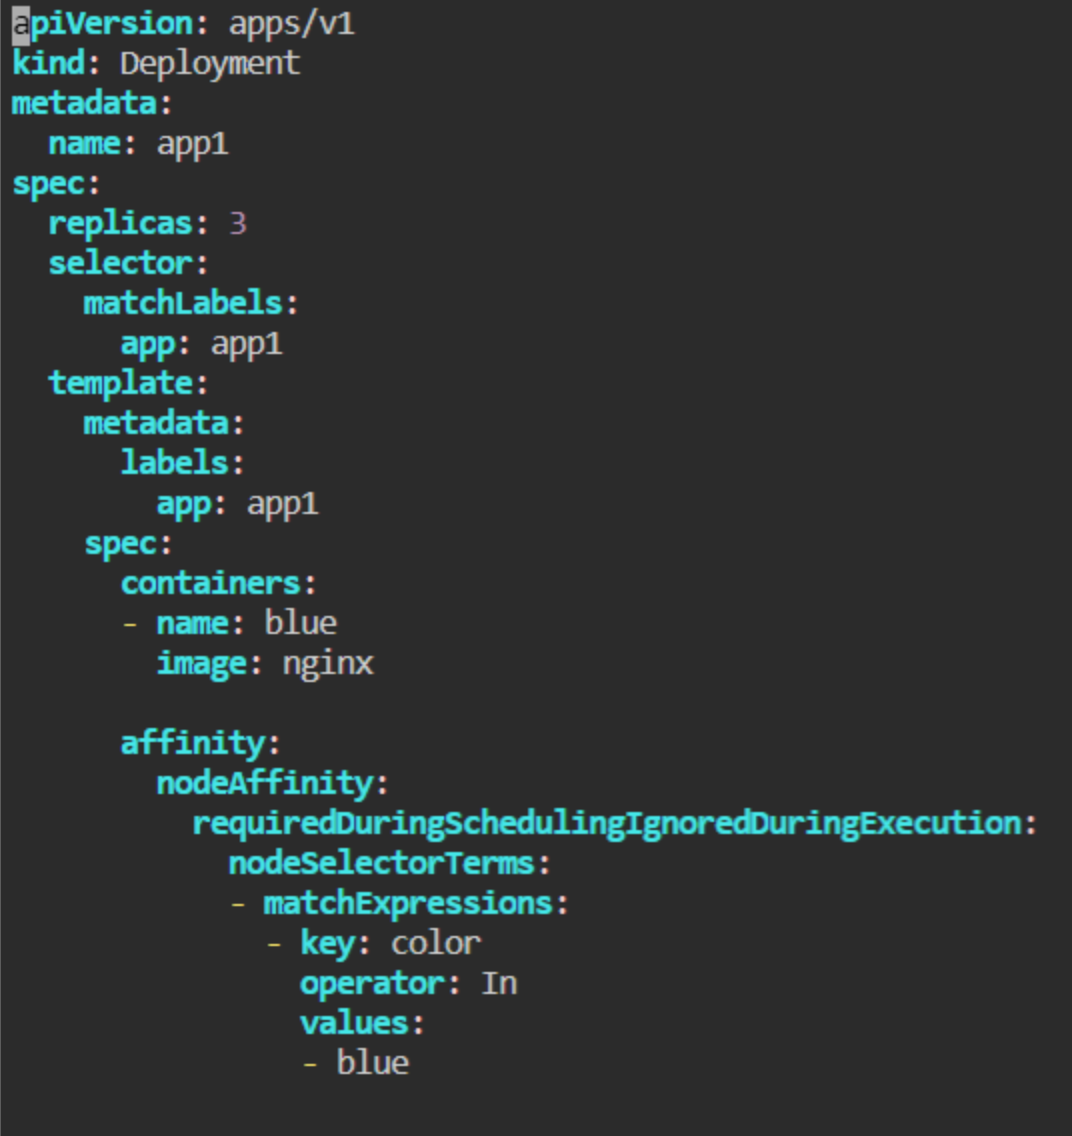 apiVersion: apps/v1
kind: Deployment
metadata:
  name: app1
spec:
  replicas: 3
  selector:
    matchLabels:
      app: app1
  template:
    metadata:
      labels:
        app: app1
    spec:
      containers:
      - name: blue
        image: nginx

      affinity:
        nodeAffinity:
          requiredDuringSchedulingIgnoredDuringExecution:
            nodeSelectorTerms:
            - matchExpressions:
              - key: color
                operator: In
                values:
                - blue